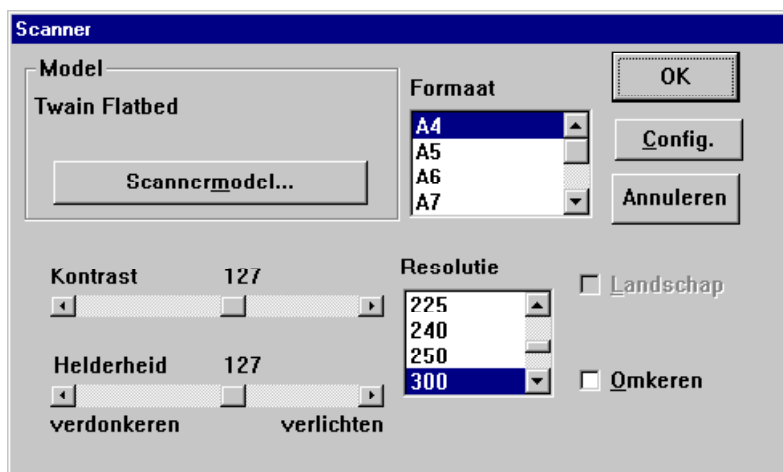 Scanner
Model
Twain Flatbed
Scannermodel...
Formaat
A4
A5
A6
A7
OK
Config.
Annuleren
Kontrast 127
Helderheid 127
verdonkeren verlichten
Resolutie
225
240
250
300
Landschap
Omkeren